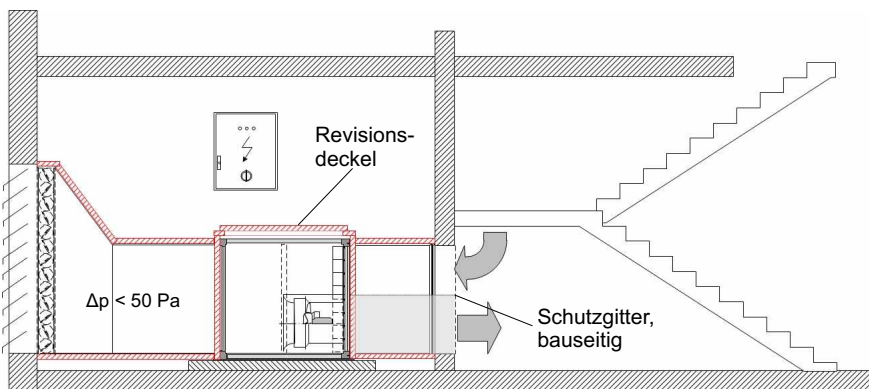 Revisions-
deckel
Δp < 50 Pa
Schutzgitter,
bauseitig